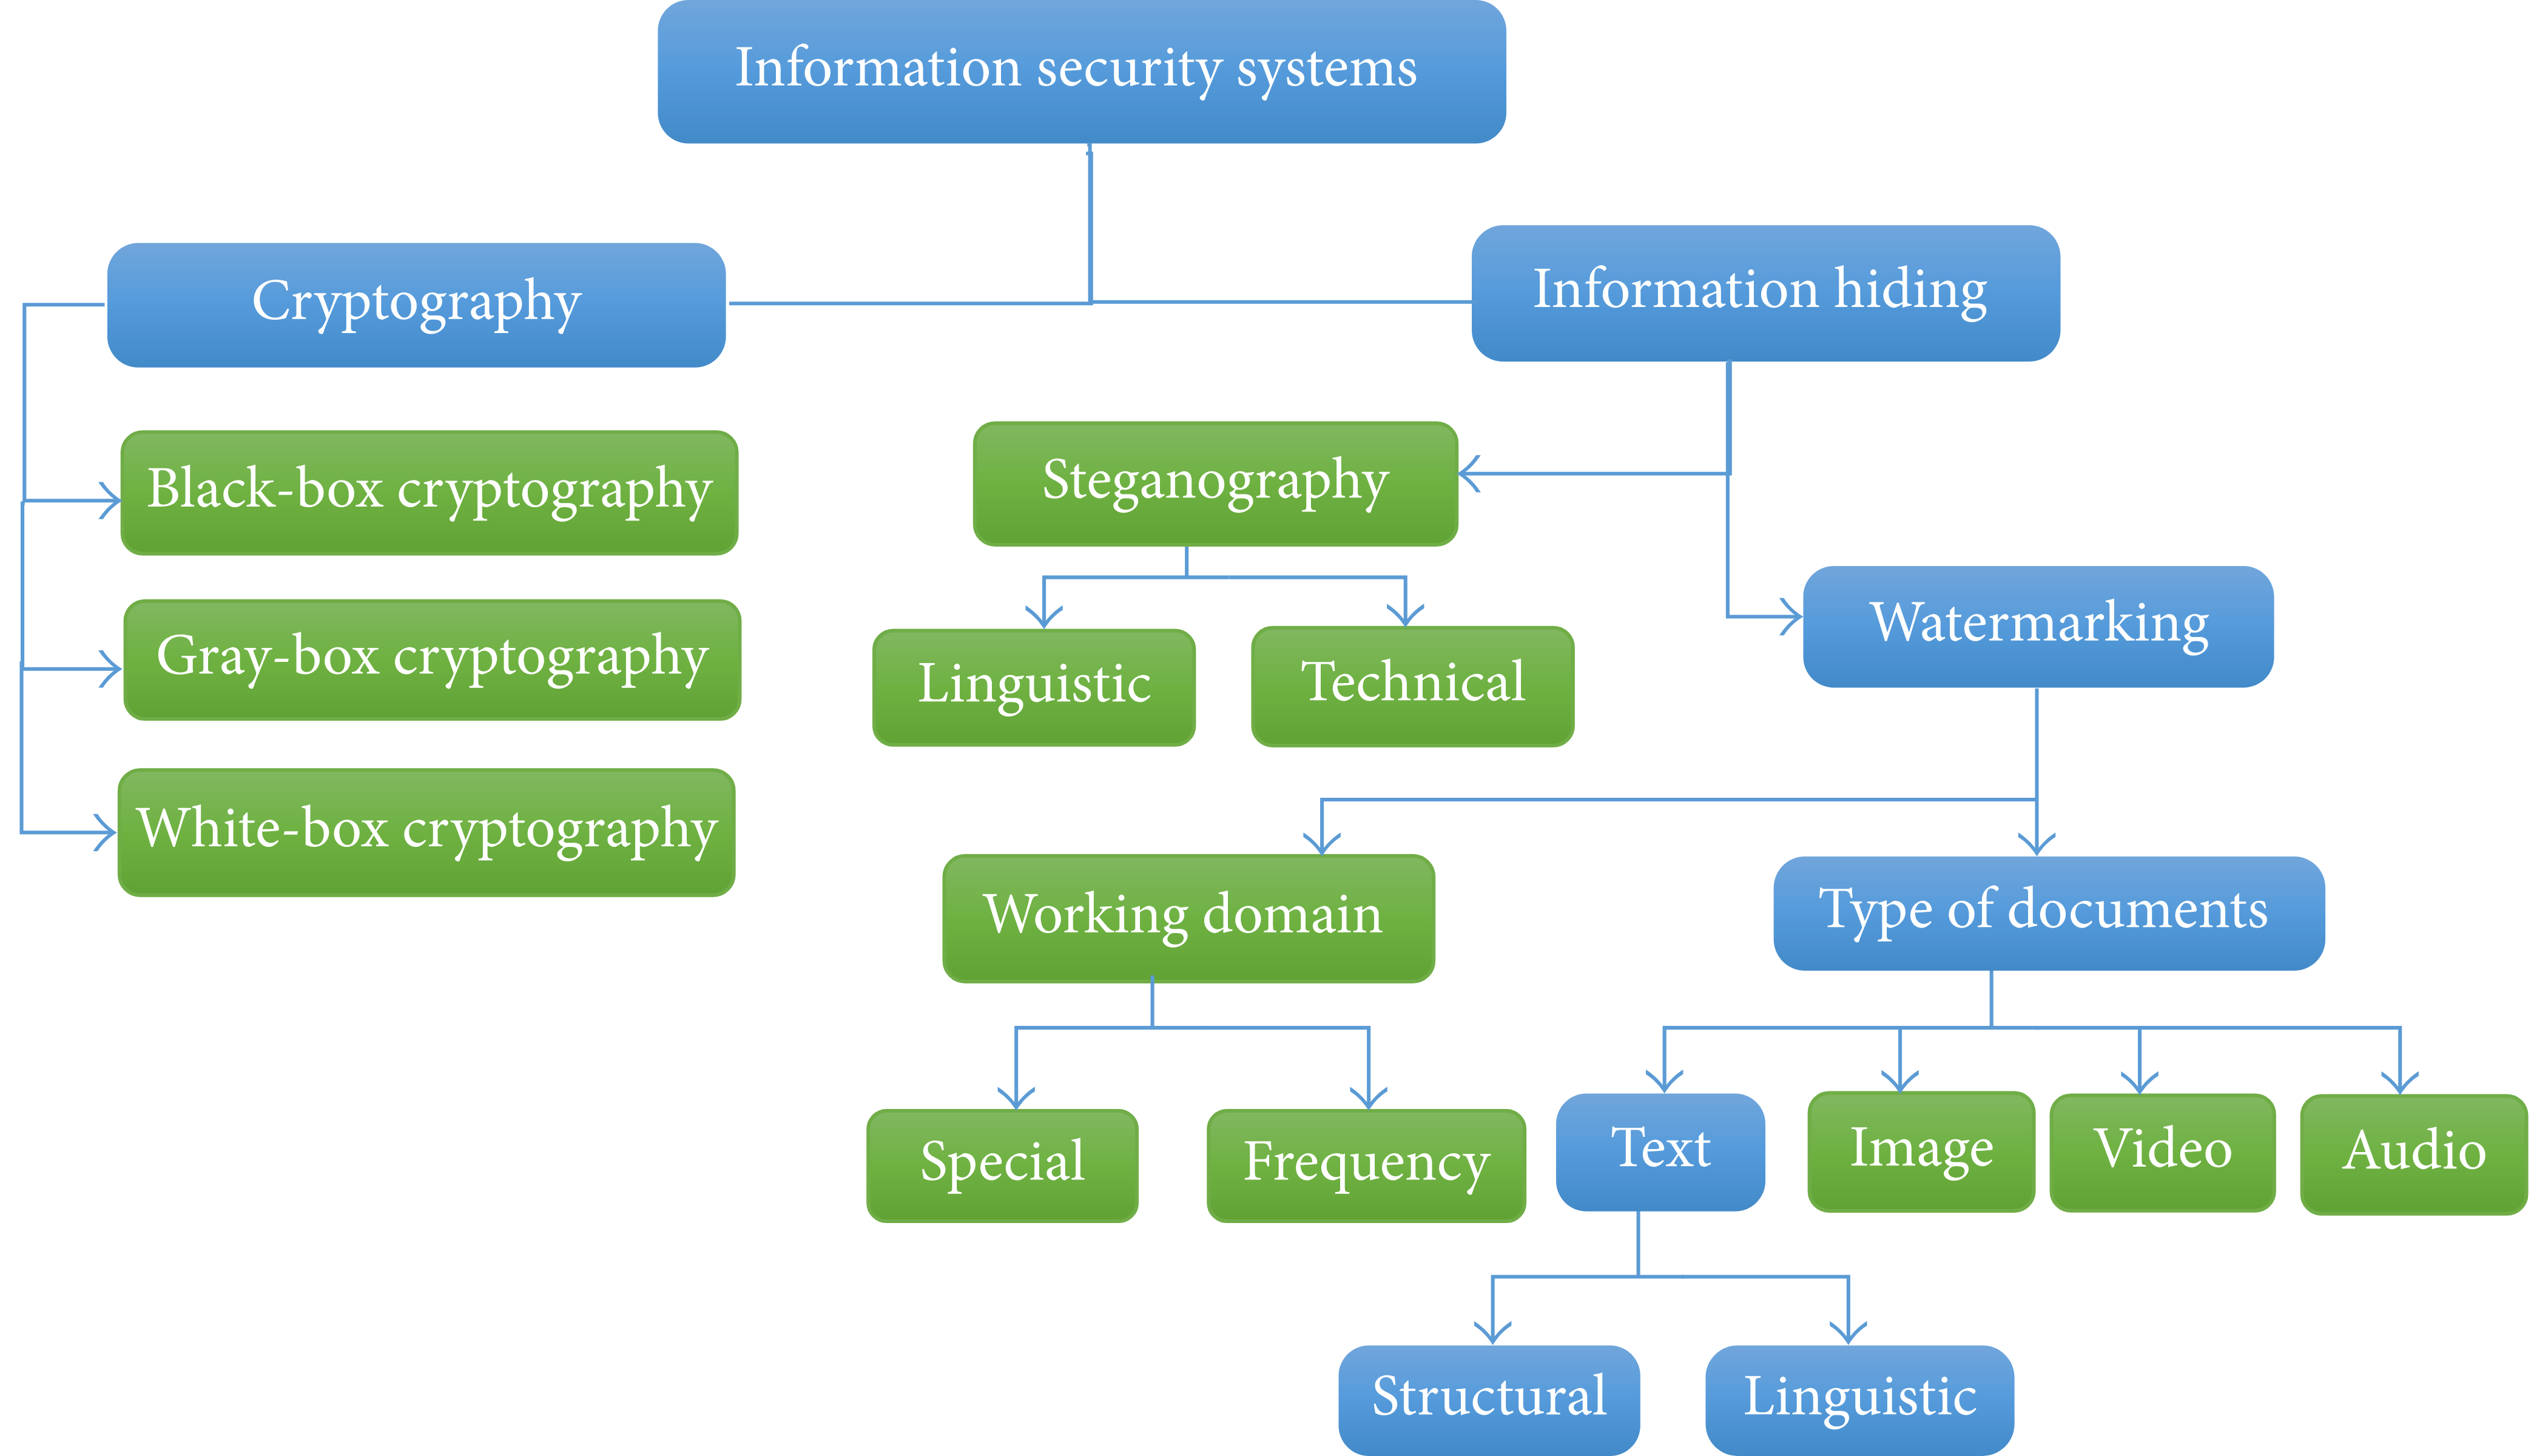 Information security systems
Cryptography
Information hiding
Black-box cryptography
Steganography
Gray-box cryptography
Linguistic
Technical
Watermarking
White-box cryptography
Working domain
Type of documents
Special
Frequency
Text
Image
Video
Audio
Structural
Linguistic